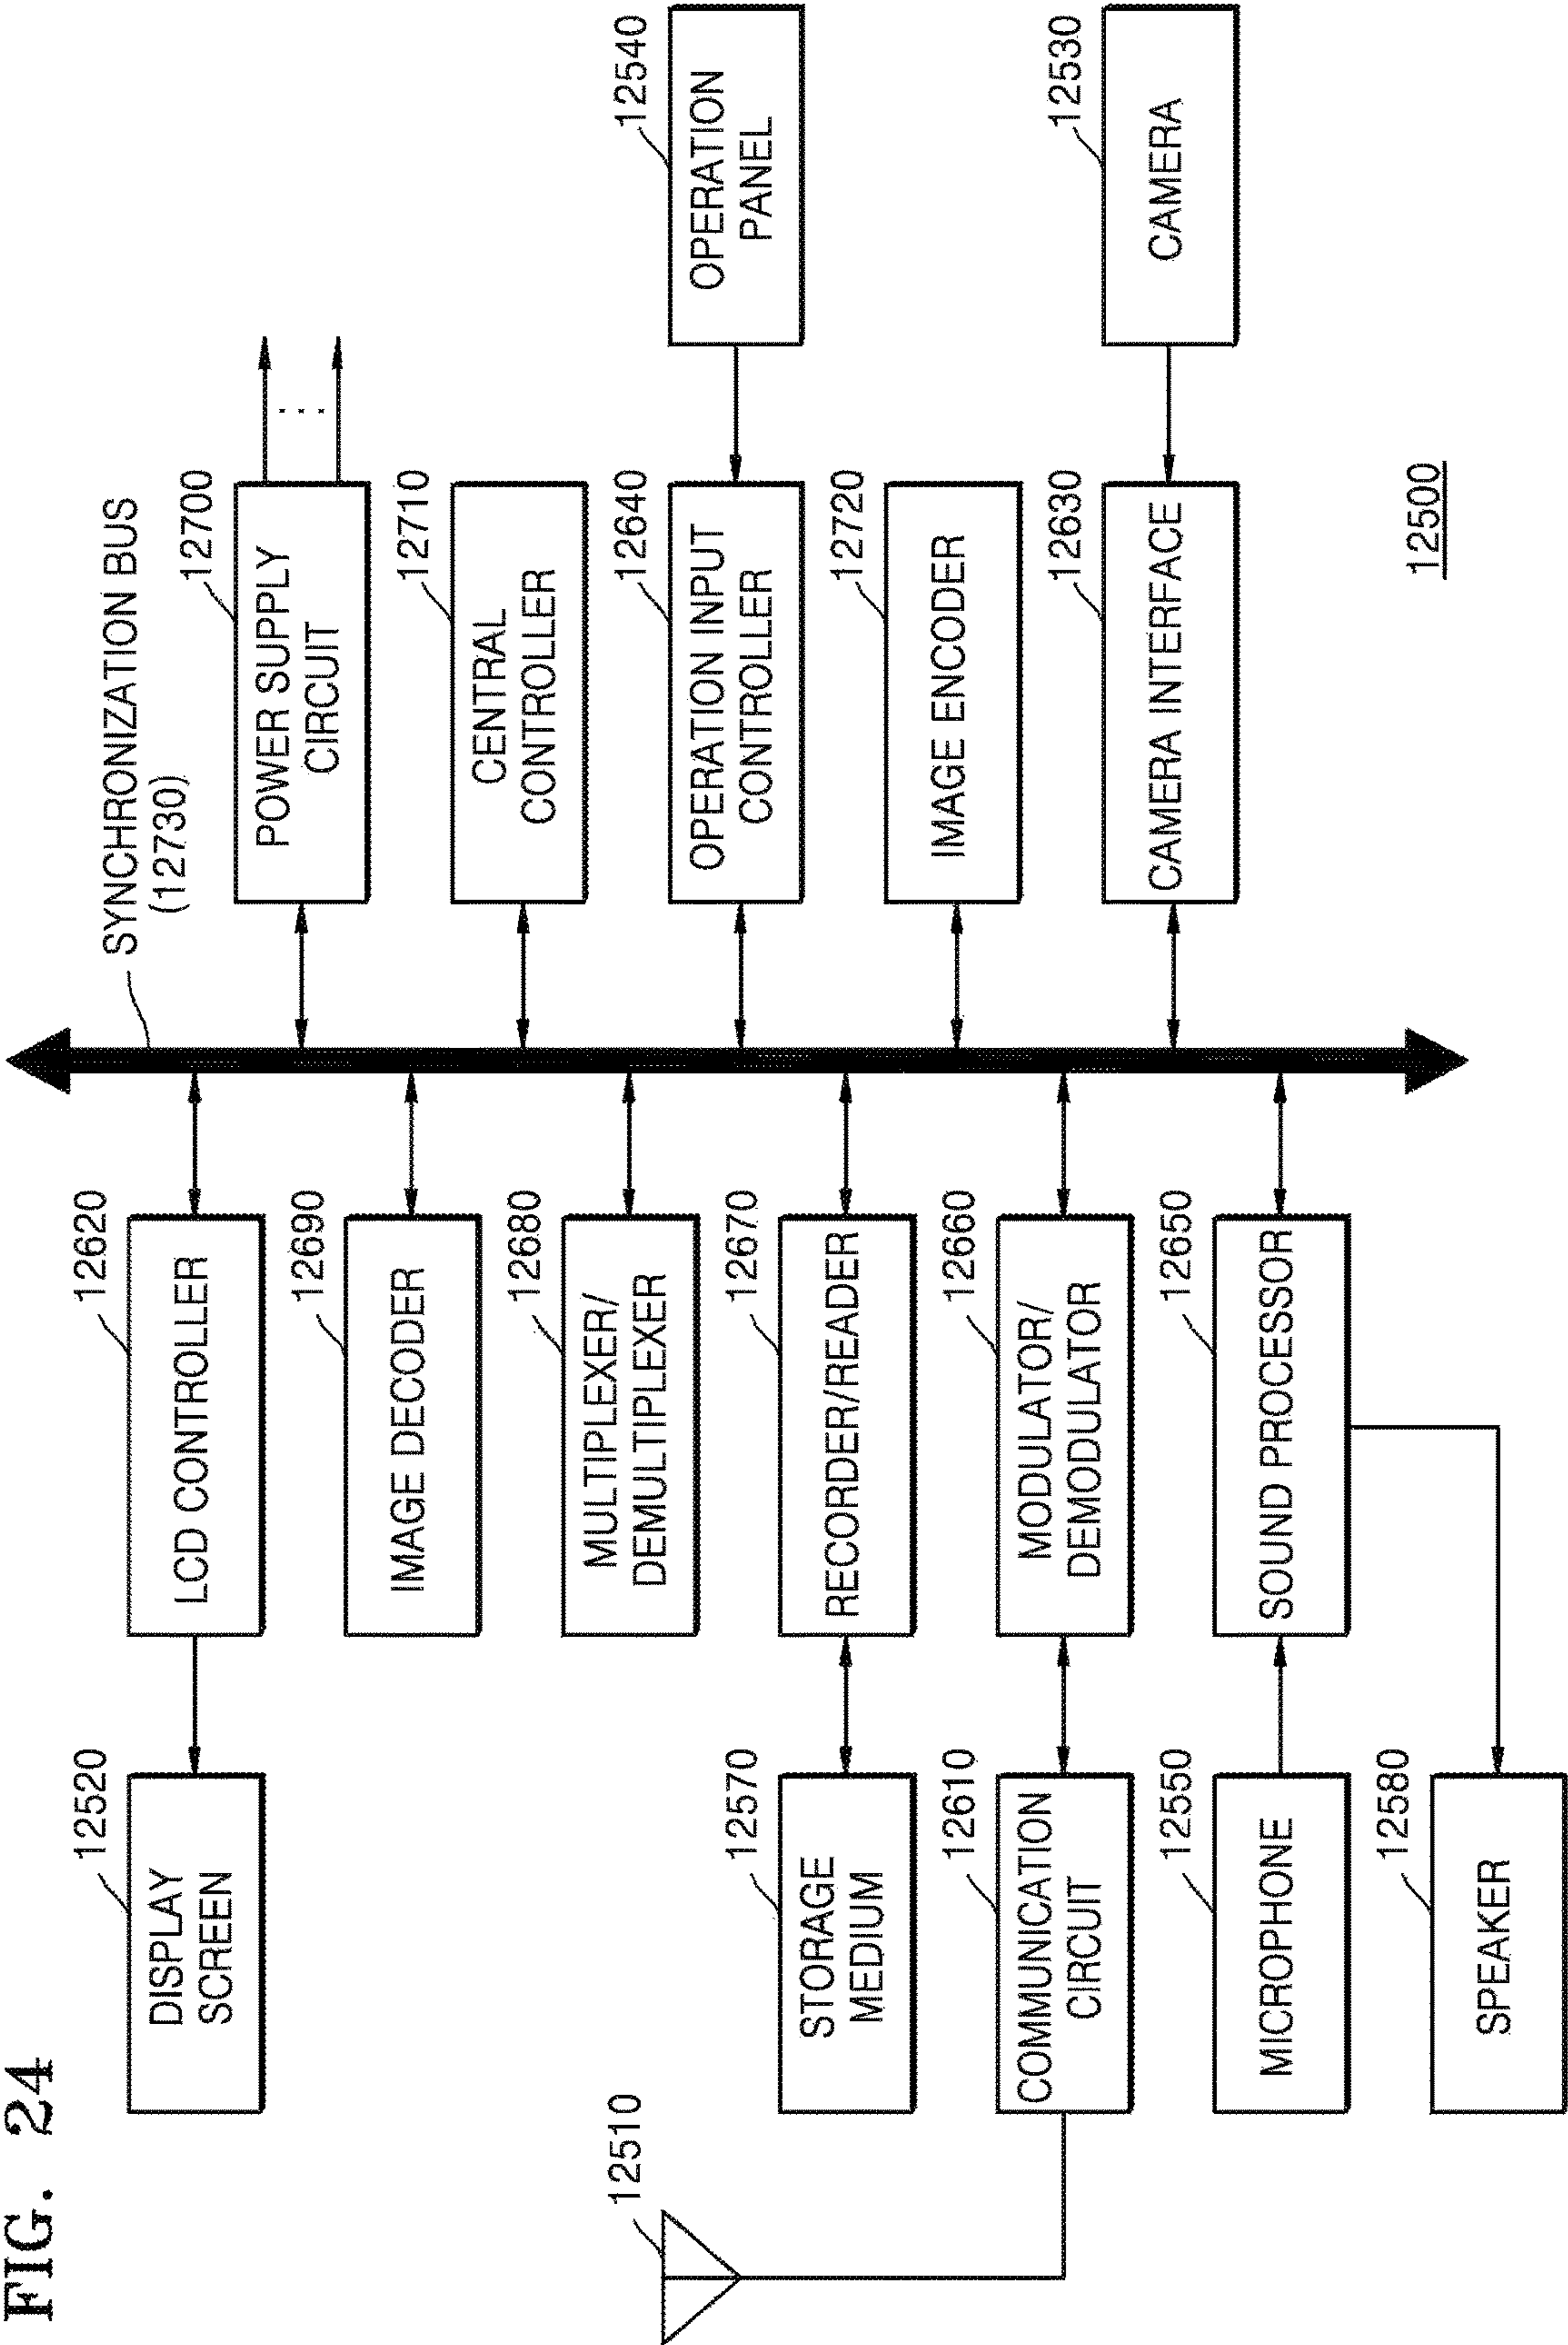 FIG. 24
12510
12520
DISPLAY
SCREEN
12620
LCD CONTROLLER
12690
IMAGE DECODER
12680
MULTIPLEXER/
DEMULTIPLEXER
12570
STORAGE
MEDIUM
12670
RECORDER/READER
12610
COMMUNICATION
CIRCUIT
12660
MODULATOR/
DEMODULATOR
12550
MICROPHONE
12650
SOUND PROCESSOR
12580
SPEAKER
SYNCHRONIZATION BUS
(12730)
12700
POWER SUPPLY
CIRCUIT
12710
CENTRAL
CONTROLLER
12640
OPERATION INPUT
CONTROLLER
12540
OPERATION
PANEL
12720
IMAGE ENCODER
12630
CAMERA INTERFACE
12530
CAMERA
12500